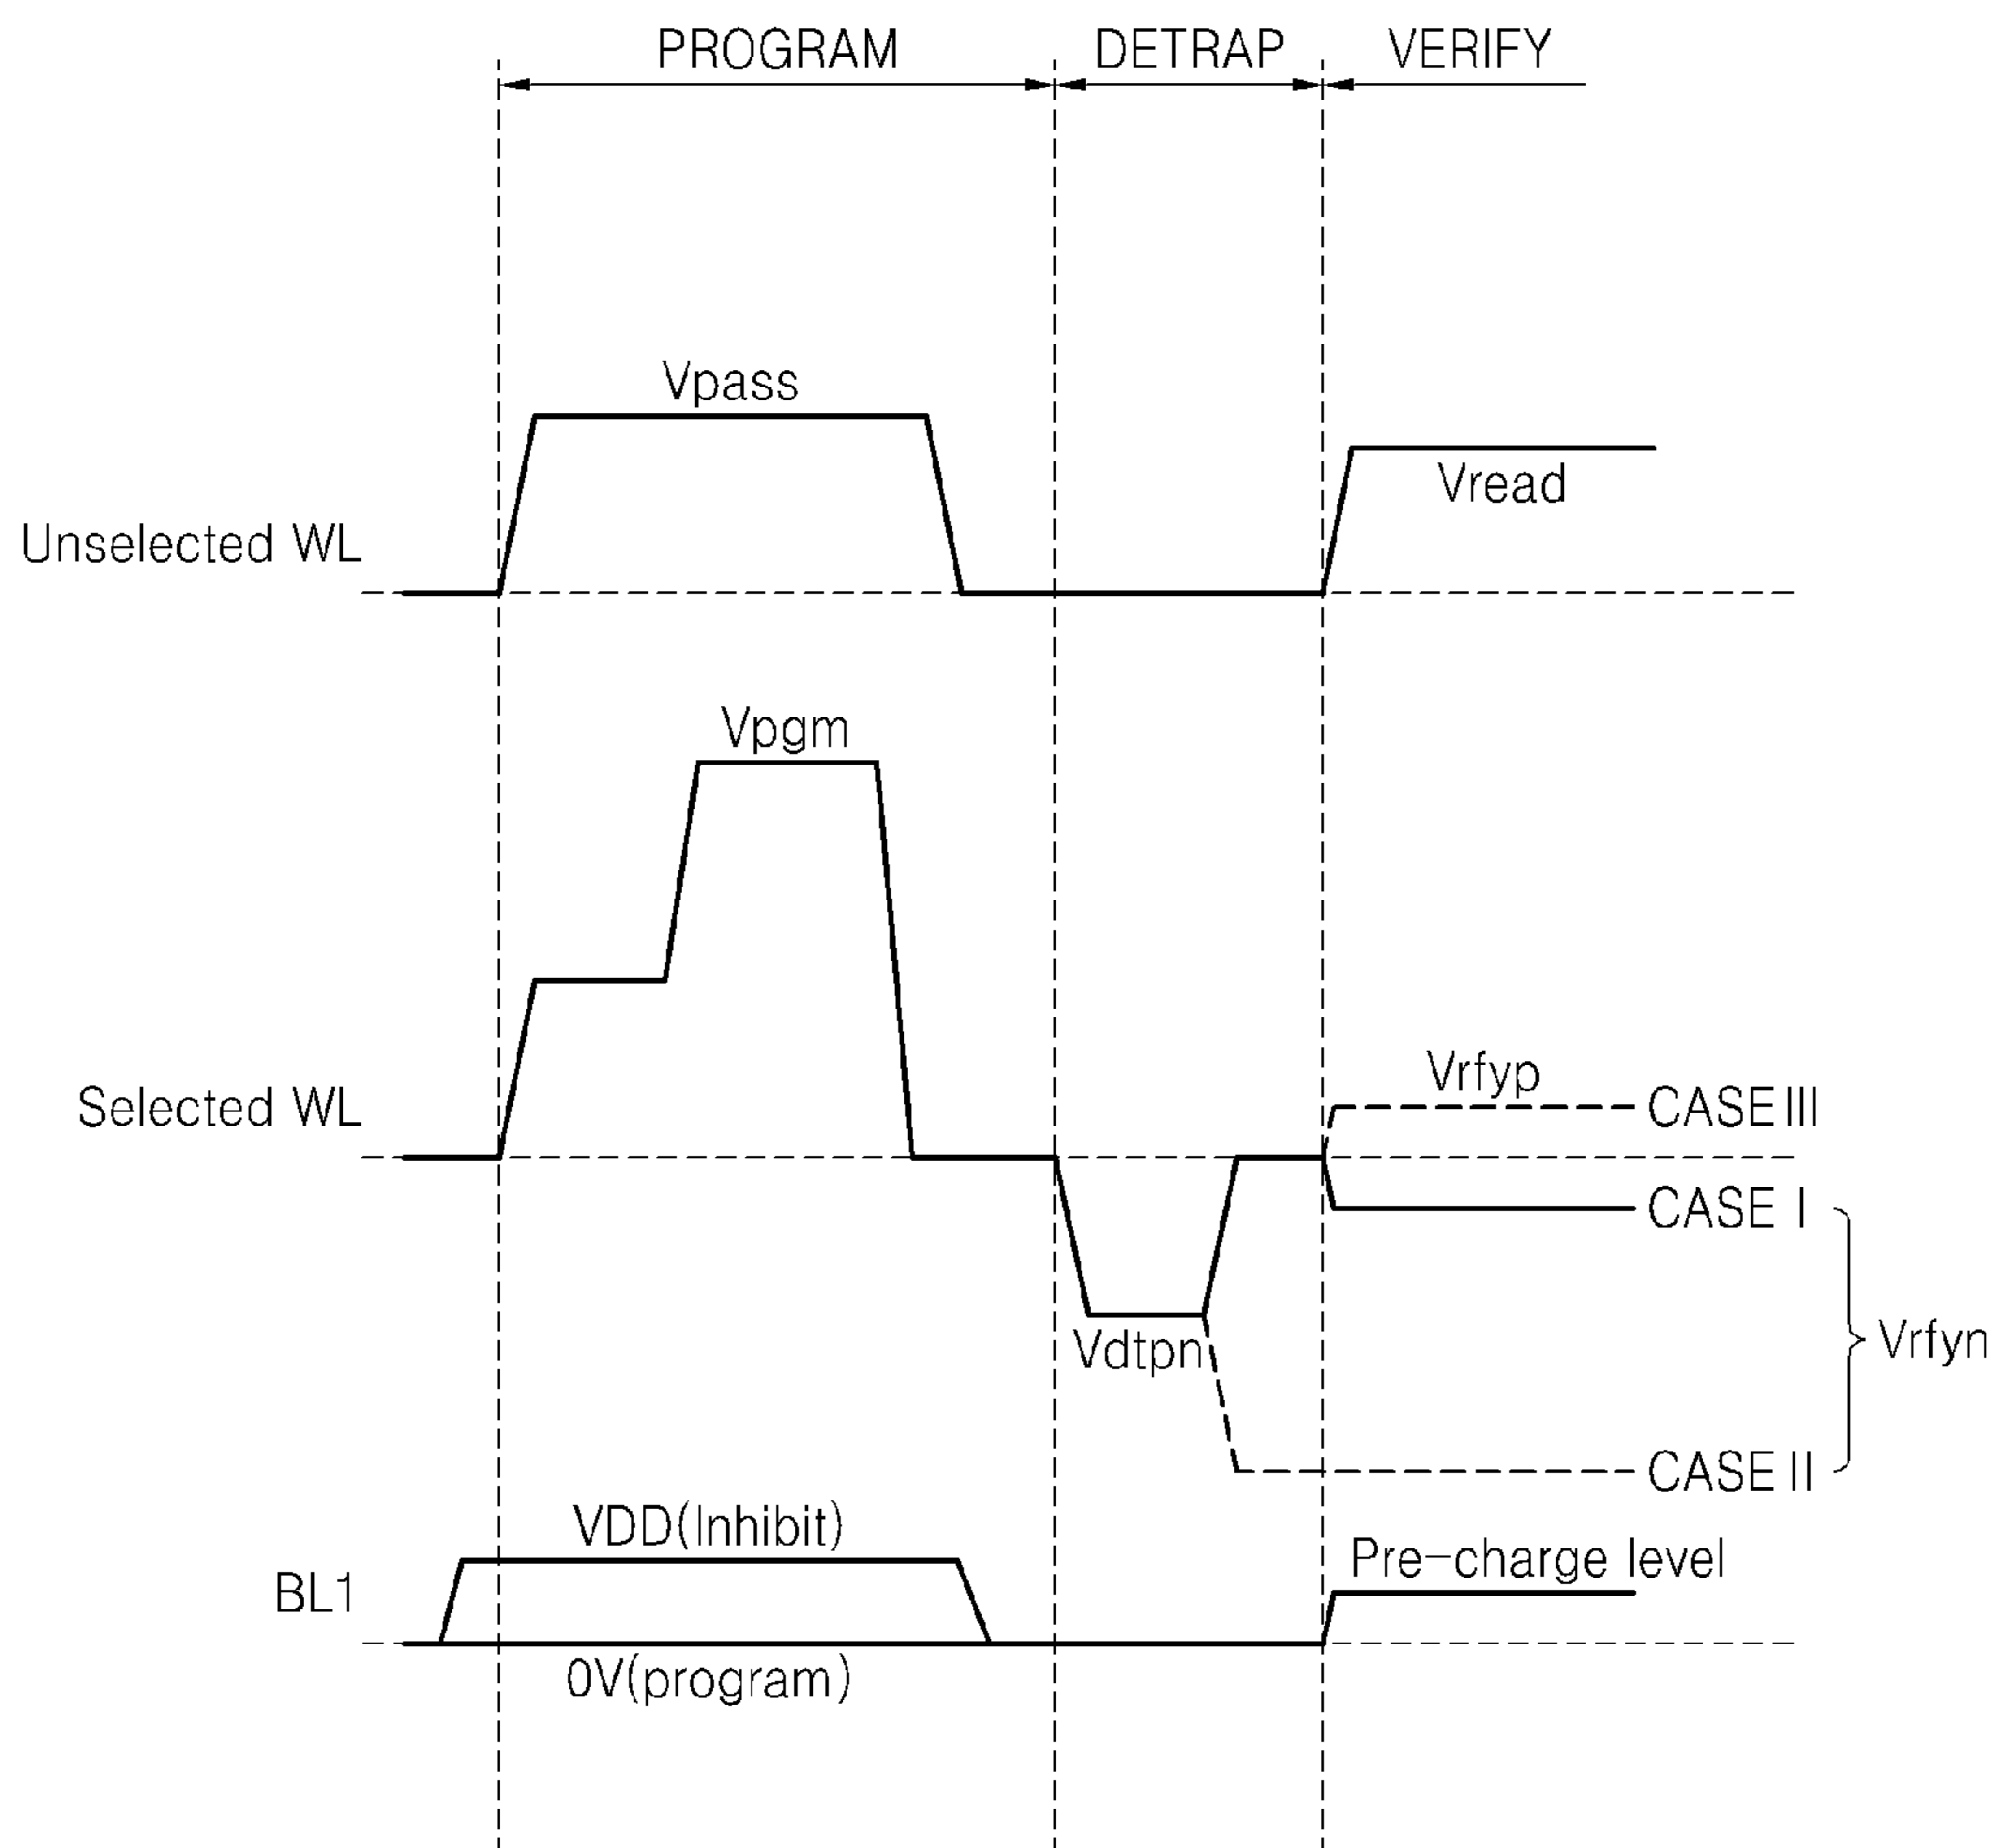 PROGRAM DETRAP VERIFY
Vpass
Vread
Unselected WL
Vpgm
Vrfyp
CASE III
Selected WL
CASE I
Vdtpn
Vrfyn
CASE II
VDD(Inhibit)
Pre-charge level
BL1
0V(program)